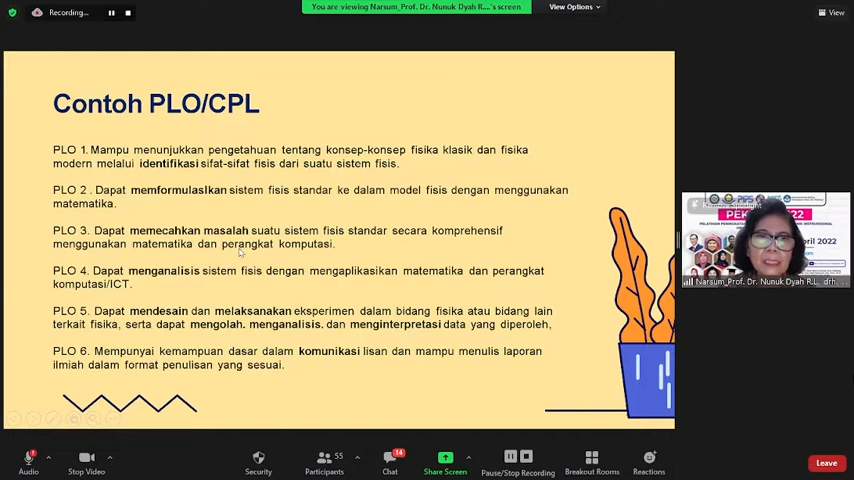 Recording...
You are viewing Narsum_Prof. Dr. Nunuk Dyah R....'s screen
View Options
View
Contoh PLO/CPL
PLO 1. Mampu menunjukkan pengetahuan tentang konsep-konsep fisika klasik dan fisika
modern melalui identifikasi sifat-sifat fisis dari suatu sistem fisis.
PLO 2 . Dapat memformulasIkan sistem fisis standar ke dalam model fisis dengan menggunakan
matematika.
PLO 3. Dapat memecahkan masalah suatu sistem fisis standar secara komprehensif
menggunakan matematika dan perangkat komputasi.
PLO 4. Dapat menganalisis sistem fisis dengan mengaplikasikan matematika dan perangkat
komputasi/ICT.
PLO 5. Dapat mendesain dan melaksanakan eksperimen dalam bidang fisika atau bidang lain
terkait fisika, serta dapat mengolah. menganalisis. dan menginterpretasi data yang diperoleh,
PLO 6. Mempunyai kemampuan dasar dalam komunikasi lisan dan mampu menulis laporan
ilmiah dalam format penulisan yang sesuai.
PIPS
2022
2022
Narsum_Prof. Dr. Nunuk Dyah R.L. drh.
Audio
Stop Video
Security
55
Participants
14
Chat
Share Screen
Pause/Stop Recording
Breakout Rooms
Reactions
Leave